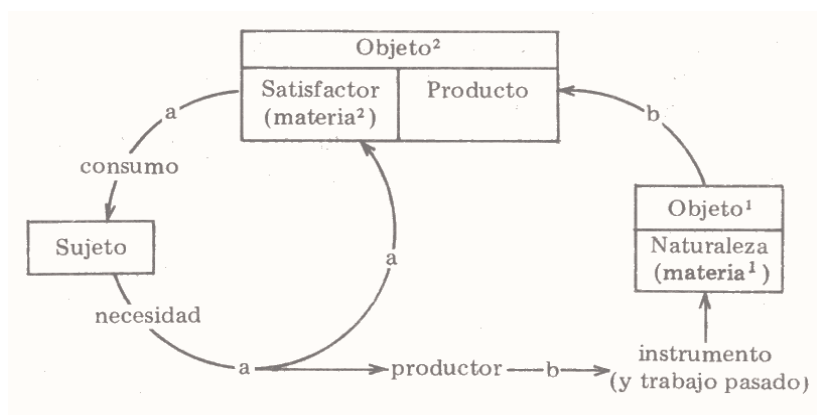 Objeto²
Satisfactor
(materia²)
Producto
a
b
consumo
Objeto¹
Sujeto
Naturaleza
(materia¹)
a
necesidad
a
productor
b
instrumento
(y trabajo pasado)